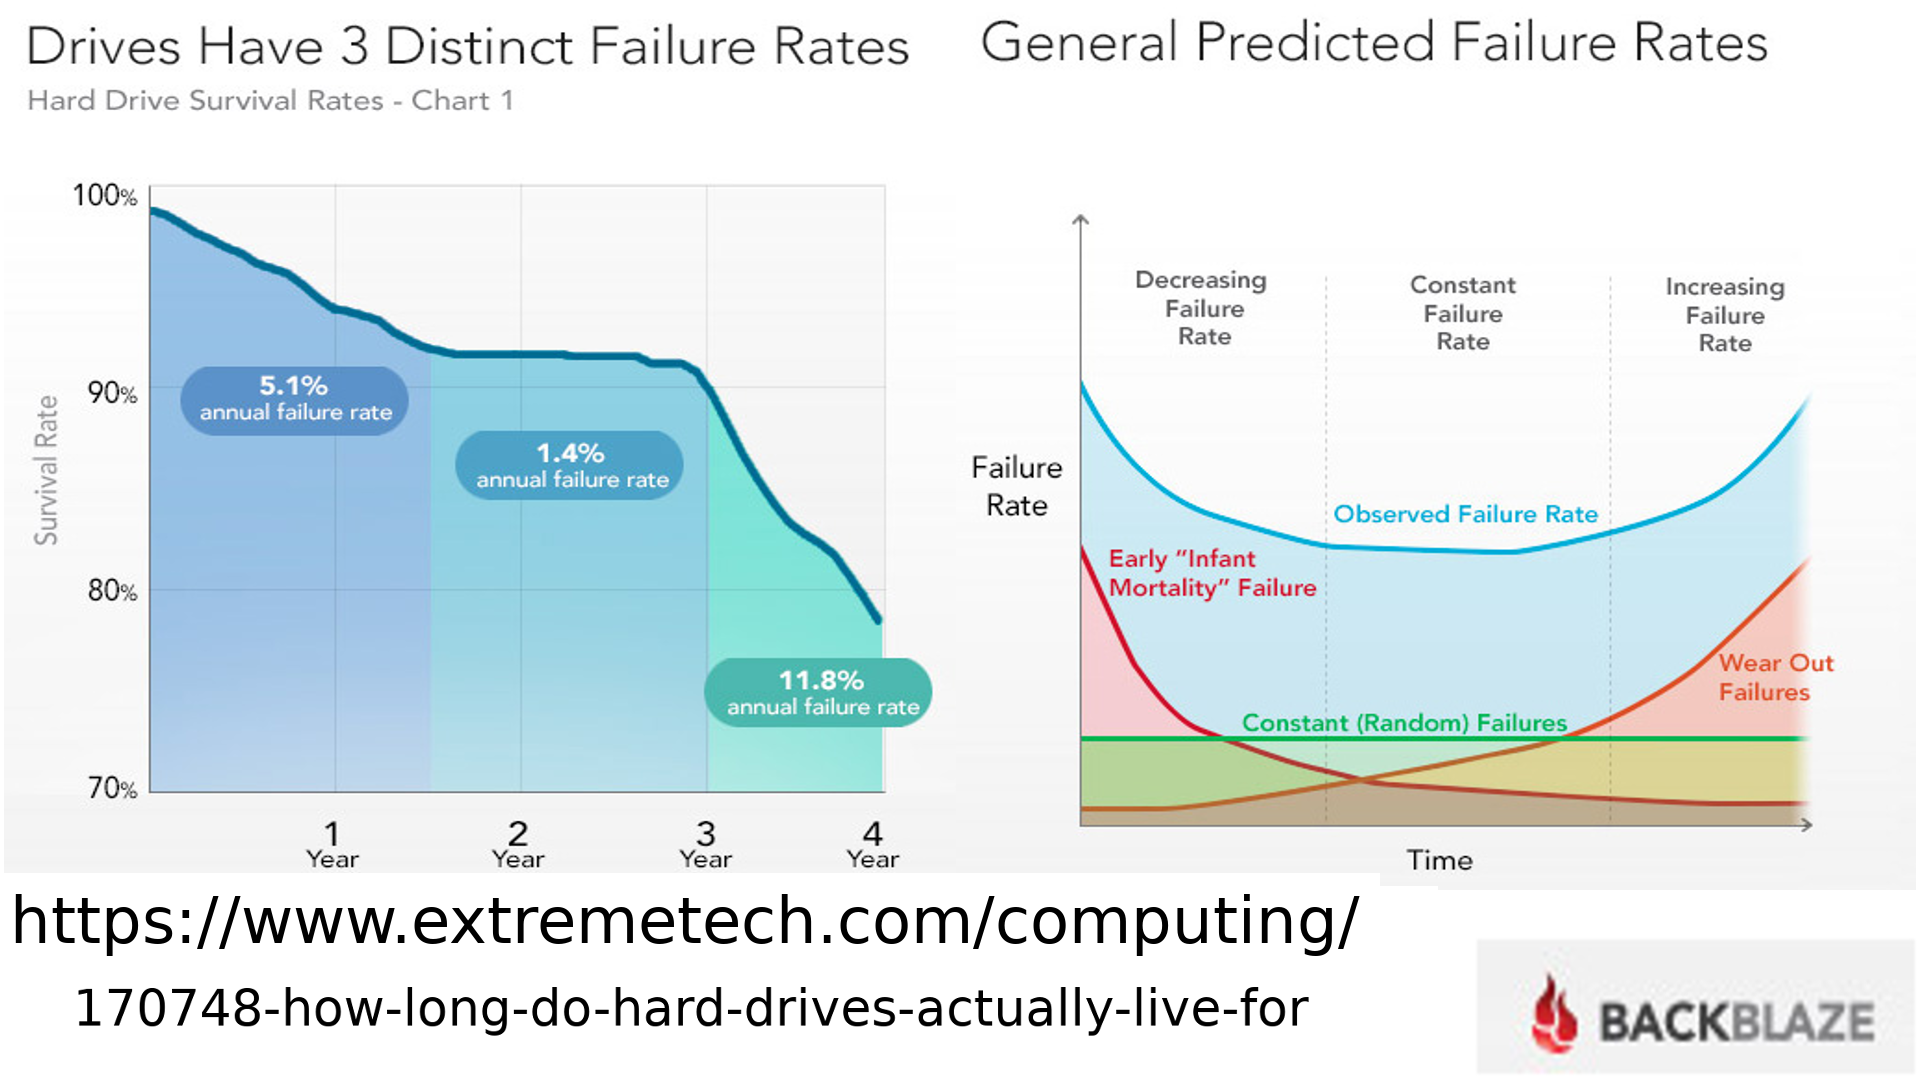 Drives Have 3 Distinct Failure Rates
Hard Drive Survival Rates - Chart 1
100%
90%
80%
70%
Survival Rate
5.1%
annual failure rate
1.4%
annual failure rate
11.8%
annual failure rate
1
Year
2
Year
3
Year
4
Year
General Predicted Failure Rates
Decreasing
Failure
Rate
Constant
Failure
Rate
Increasing
Failure
Rate
Failure
Rate
Observed Failure Rate
Early “Infant
Mortality” Failure
Constant (Random) Failures
Wear Out
Failures
Time
https://www.extremetech.com/computing/
170748-how-long-do-hard-drives-actually-live-for
BACKBLAZE